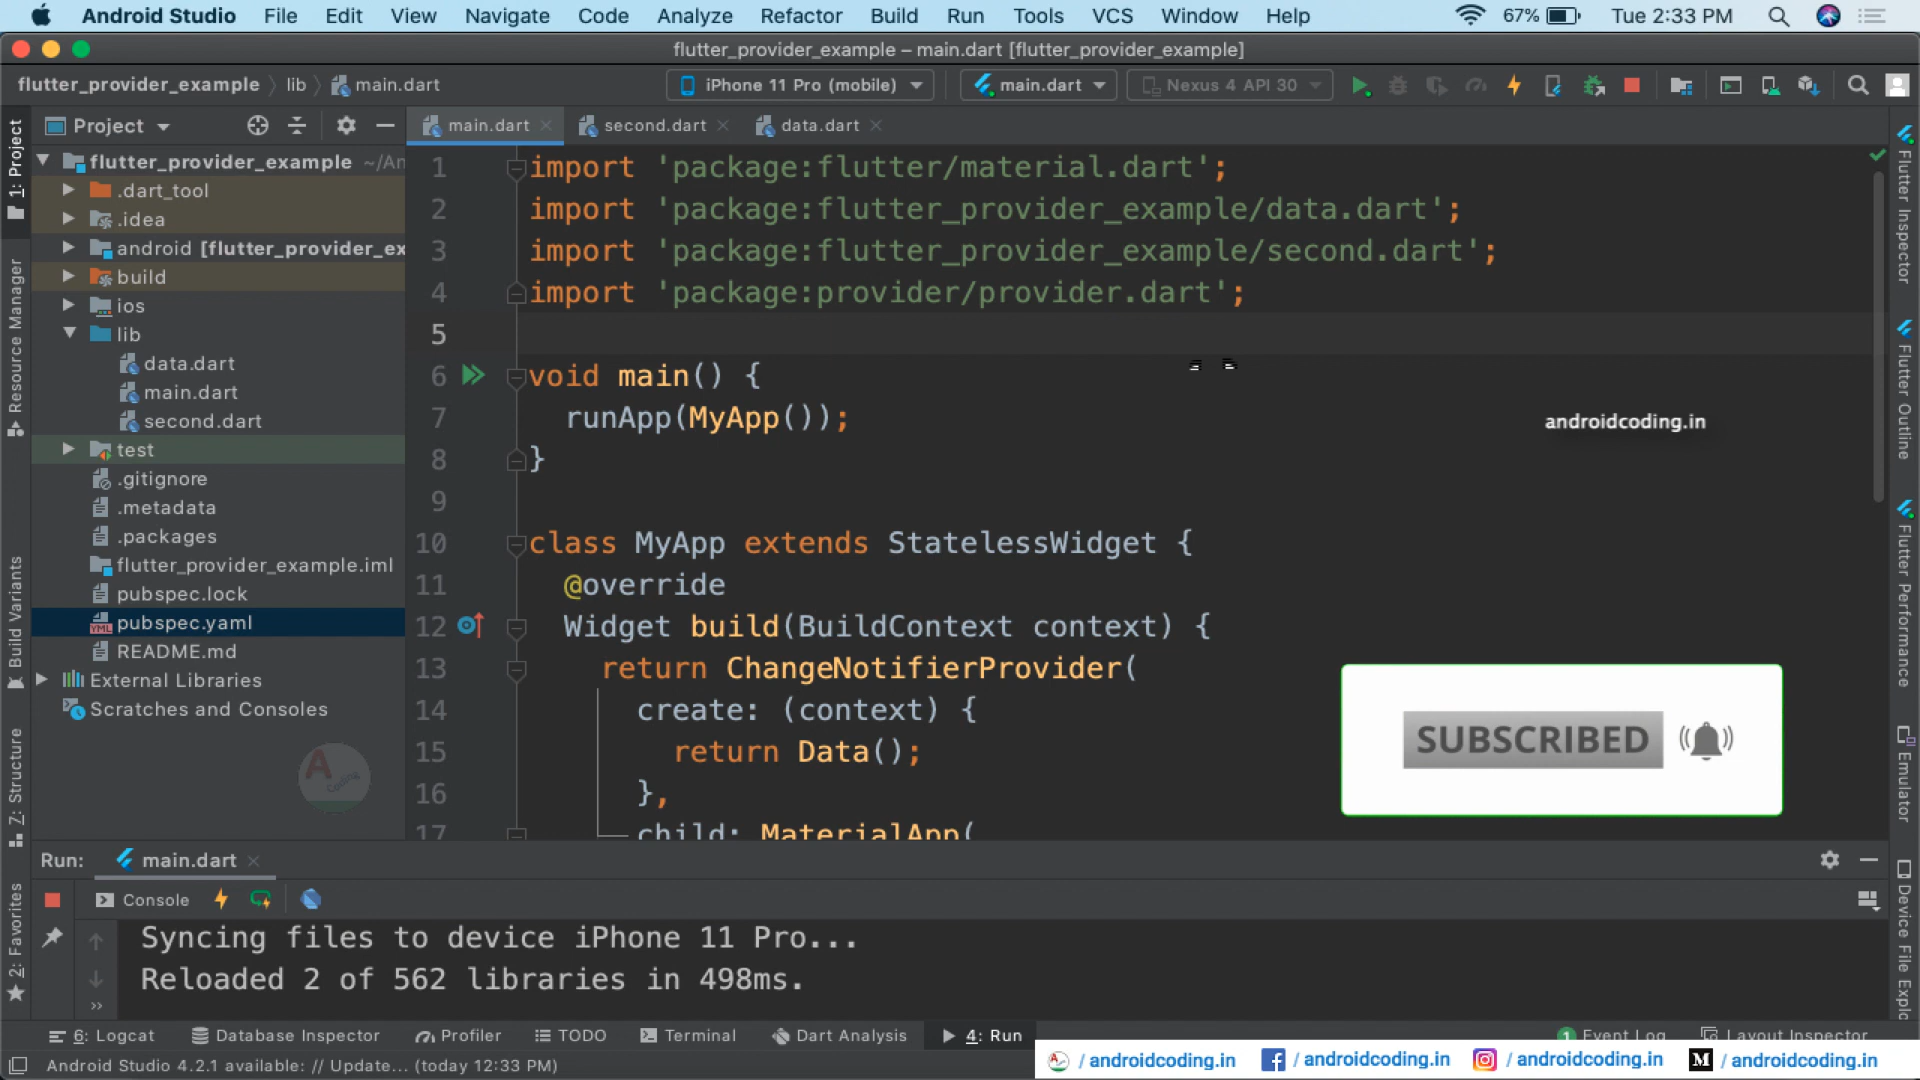 Android Studio File Edit View Navigate Code Analyze Refactor Build Run Tools VCS Window Help 67% Tue 2:33 PM
flutter_provider_example – main.dart [flutter_provider_example]
flutter_provider_example lib main.dart iPhone 11 Pro (mobile) main.dart Nexus 4 API 30
Project main.dart second.dart data.dart
1: Project
Resource Manager
Build Variants
7: Structure
2: Favorites
flutter_provider_example ~/An
.dart_tool
.idea
android [flutter_provider_ex
build
ios
lib
data.dart
main.dart
second.dart
test
.gitignore
.metadata
.packages
flutter_provider_example.iml
pubspec.lock
pubspec.yaml
README.md
External Libraries
Scratches and Consoles
A Coding
1 import 'package:flutter/material.dart';
2 import 'package:flutter_provider_example/data.dart';
3 import 'package:flutter_provider_example/second.dart';
4 import 'package:provider/provider.dart';
5
6 void main() {
7 runApp(MyApp());
8 }
9
10 class MyApp extends StatelessWidget {
11 @override
12 Widget build(BuildContext context) {
13 return ChangeNotifierProvider(
14 create: (context) {
15 return Data();
16 },
17 child: MaterialApp(
androidcoding.in
SUBSCRIBED
Flutter Inspector
Flutter Outline
Flutter Performance
Emulator
Device File Explo
Run: main.dart
Console
Syncing files to device iPhone 11 Pro...
Reloaded 2 of 562 libraries in 498ms.
6: Logcat Database Inspector Profiler TODO Terminal Dart Analysis 4: Run 1 Event Log Layout Inspector
Android Studio 4.2.1 available: // Update... (today 12:33 PM)
/ androidcoding.in / androidcoding.in / androidcoding.in / androidcoding.in